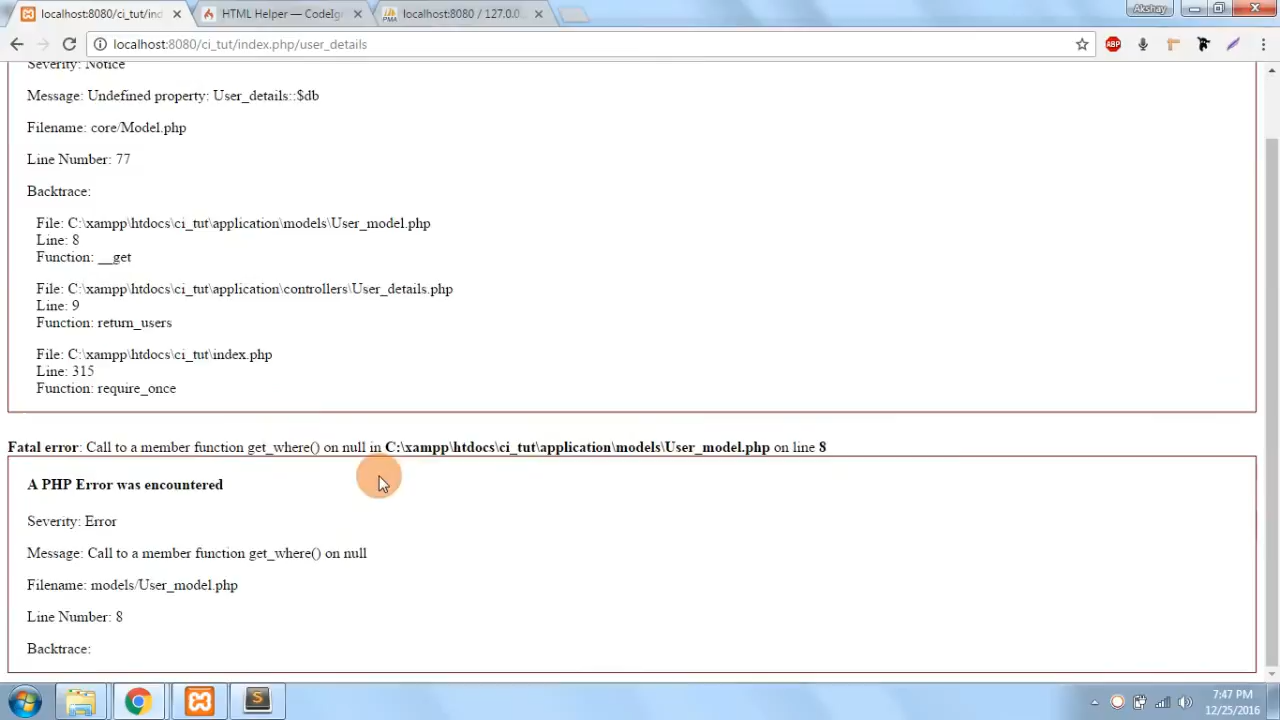 localhost:8080/ci_tut/ind
HTML Helper — CodeIgn
localhost:8080 / 127.0.0
Akshay
localhost:8080/ci_tut/index.php/user_details
ABP
Severity: Notice
Message: Undefined property: User_details::$db
Filename: core/Model.php
Line Number: 77
Backtrace:
File: C:\xampp\htdocs\ci_tut\application\models\User_model.php
Line: 8
Function: __get
File: C:\xampp\htdocs\ci_tut\application\controllers\User_details.php
Line: 9
Function: return_users
File: C:\xampp\htdocs\ci_tut\index.php
Line: 315
Function: require_once
Fatal error: Call to a member function get_where() on null in C:\xampp\htdocs\ci_tut\application\models\User_model.php on line 8
A PHP Error was encountered
Severity: Error
Message: Call to a member function get_where() on null
Filename: models/User_model.php
Line Number: 8
Backtrace:
7:47 PM
12/25/2016